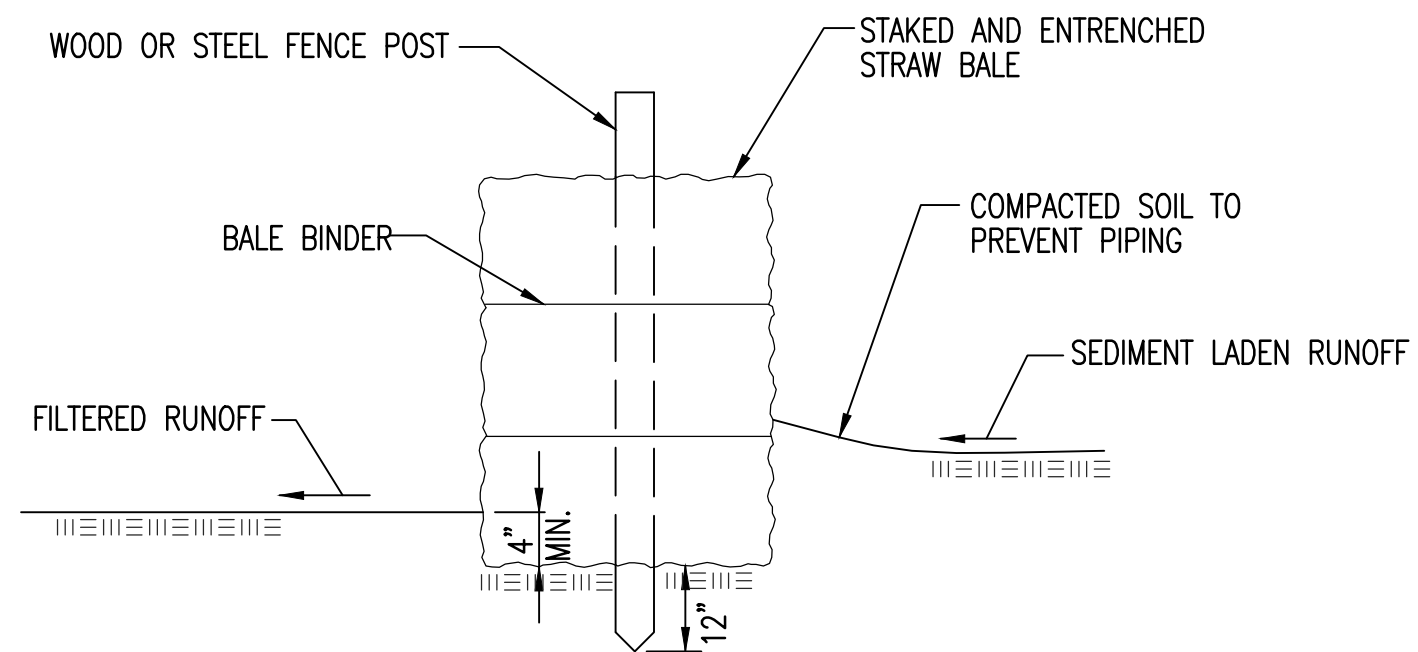 WOOD OR STEEL FENCE POST
STAKED AND ENTRENCHED
STRAW BALE
BALE BINDER
COMPACTED SOIL TO
PREVENT PIPING
SEDIMENT LADEN RUNOFF
FILTERED RUNOFF
4"
MIN.
12"